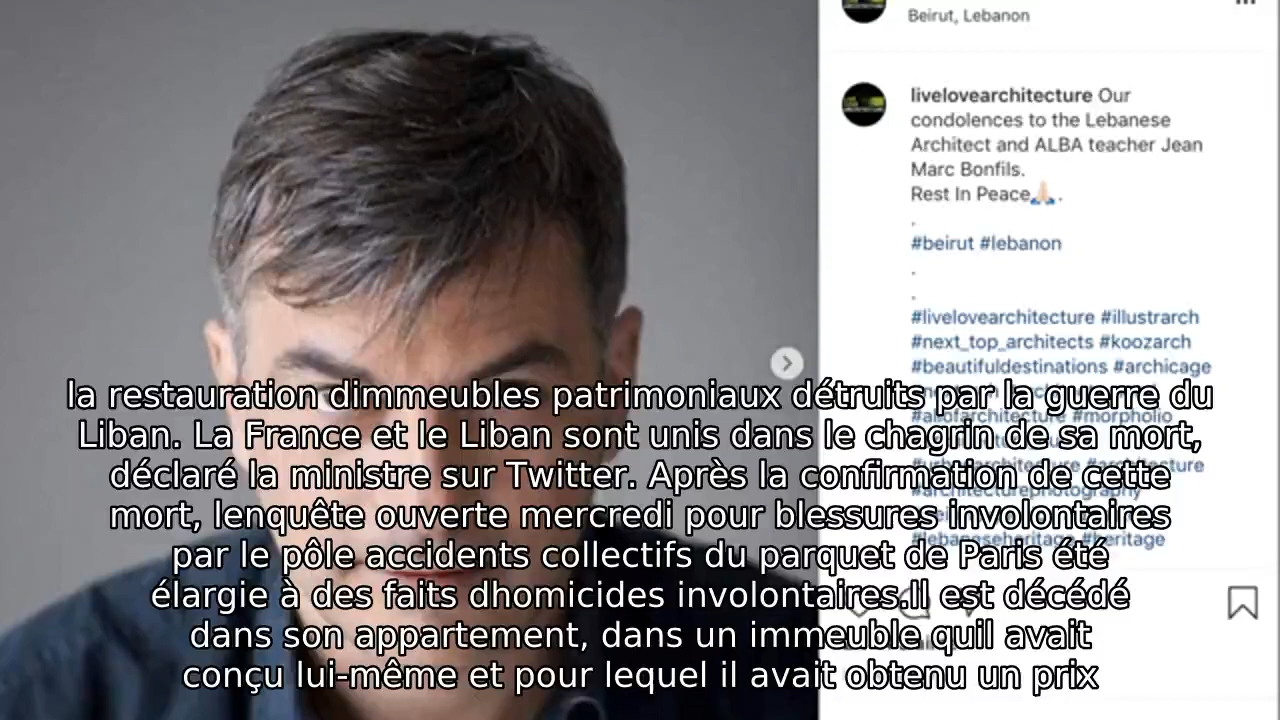 Beirut, Lebanon
livelovearchitecture Our
condolences to the Lebanese
Architect and ALBA teacher Jean
Marc Bonfils.
Rest In Peace🙏🏻.
.
#beirut #lebanon
.
.
#livelovearchitecture #illustrarch
#next_top_architects #koozarch
#beautifuldestinations #archicage
#allofarchitecture #morpholio
#architecturephotography
#lebaneseheritage #heritage
la restauration dimmeubles patrimoniaux détruits par la guerre du
Liban. La France et le Liban sont unis dans le chagrin de sa mort,
déclaré la ministre sur Twitter. Après la confirmation de cette
mort, lenquête ouverte mercredi pour blessures involontaires
par le pôle accidents collectifs du parquet de Paris été
élargie à des faits dhomicides involontaires.Il est décédé
dans son appartement, dans un immeuble quil avait
conçu lui-même et pour lequel il avait obtenu un prix